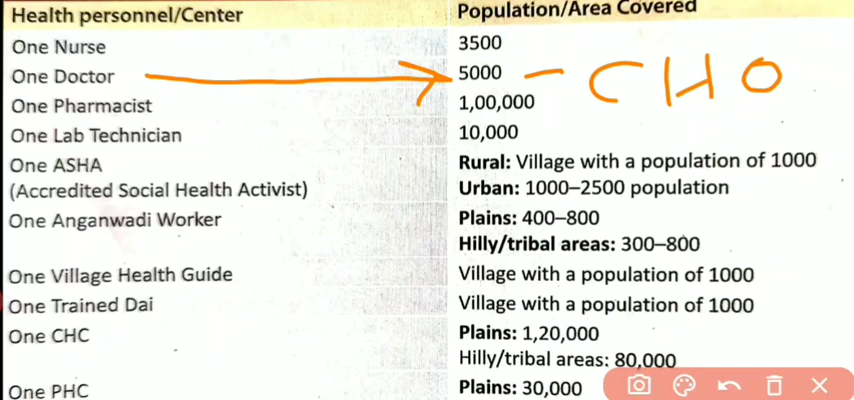 Health personnel/Center Population/Area Covered
One Nurse 3500
One Doctor 5000 – CHO
One Pharmacist 1,00,000
One Lab Technician 10,000
One ASHA Rural: Village with a population of 1000
(Accredited Social Health Activist) Urban: 1000–2500 population
One Anganwadi Worker Plains: 400–800
Hilly/tribal areas: 300–800
One Village Health Guide Village with a population of 1000
One Trained Dai Village with a population of 1000
One CHC Plains: 1,20,000
Hilly/tribal areas: 80,000
One PHC Plains: 30,000